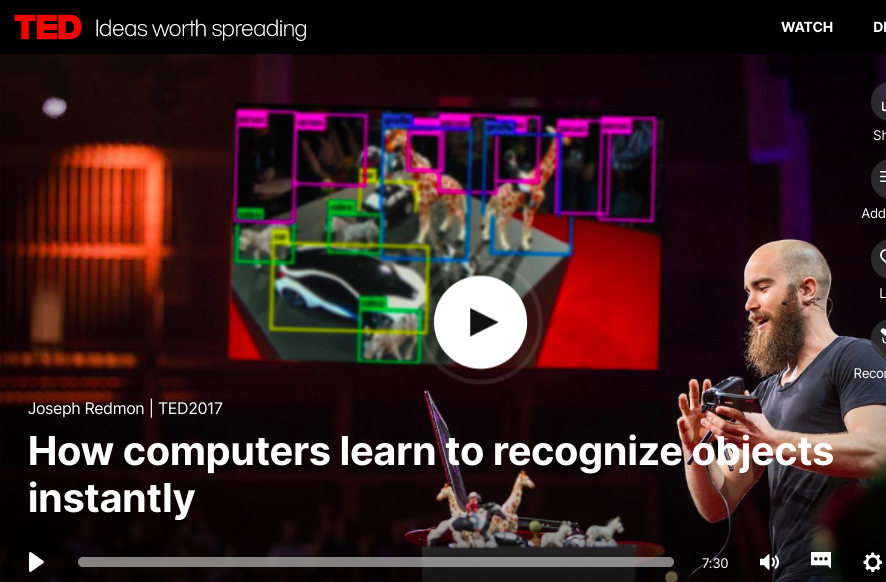 TED Ideas worth spreading
WATCH
Joseph Redmon | TED2017
How computers learn to recognize objects
instantly
7:30